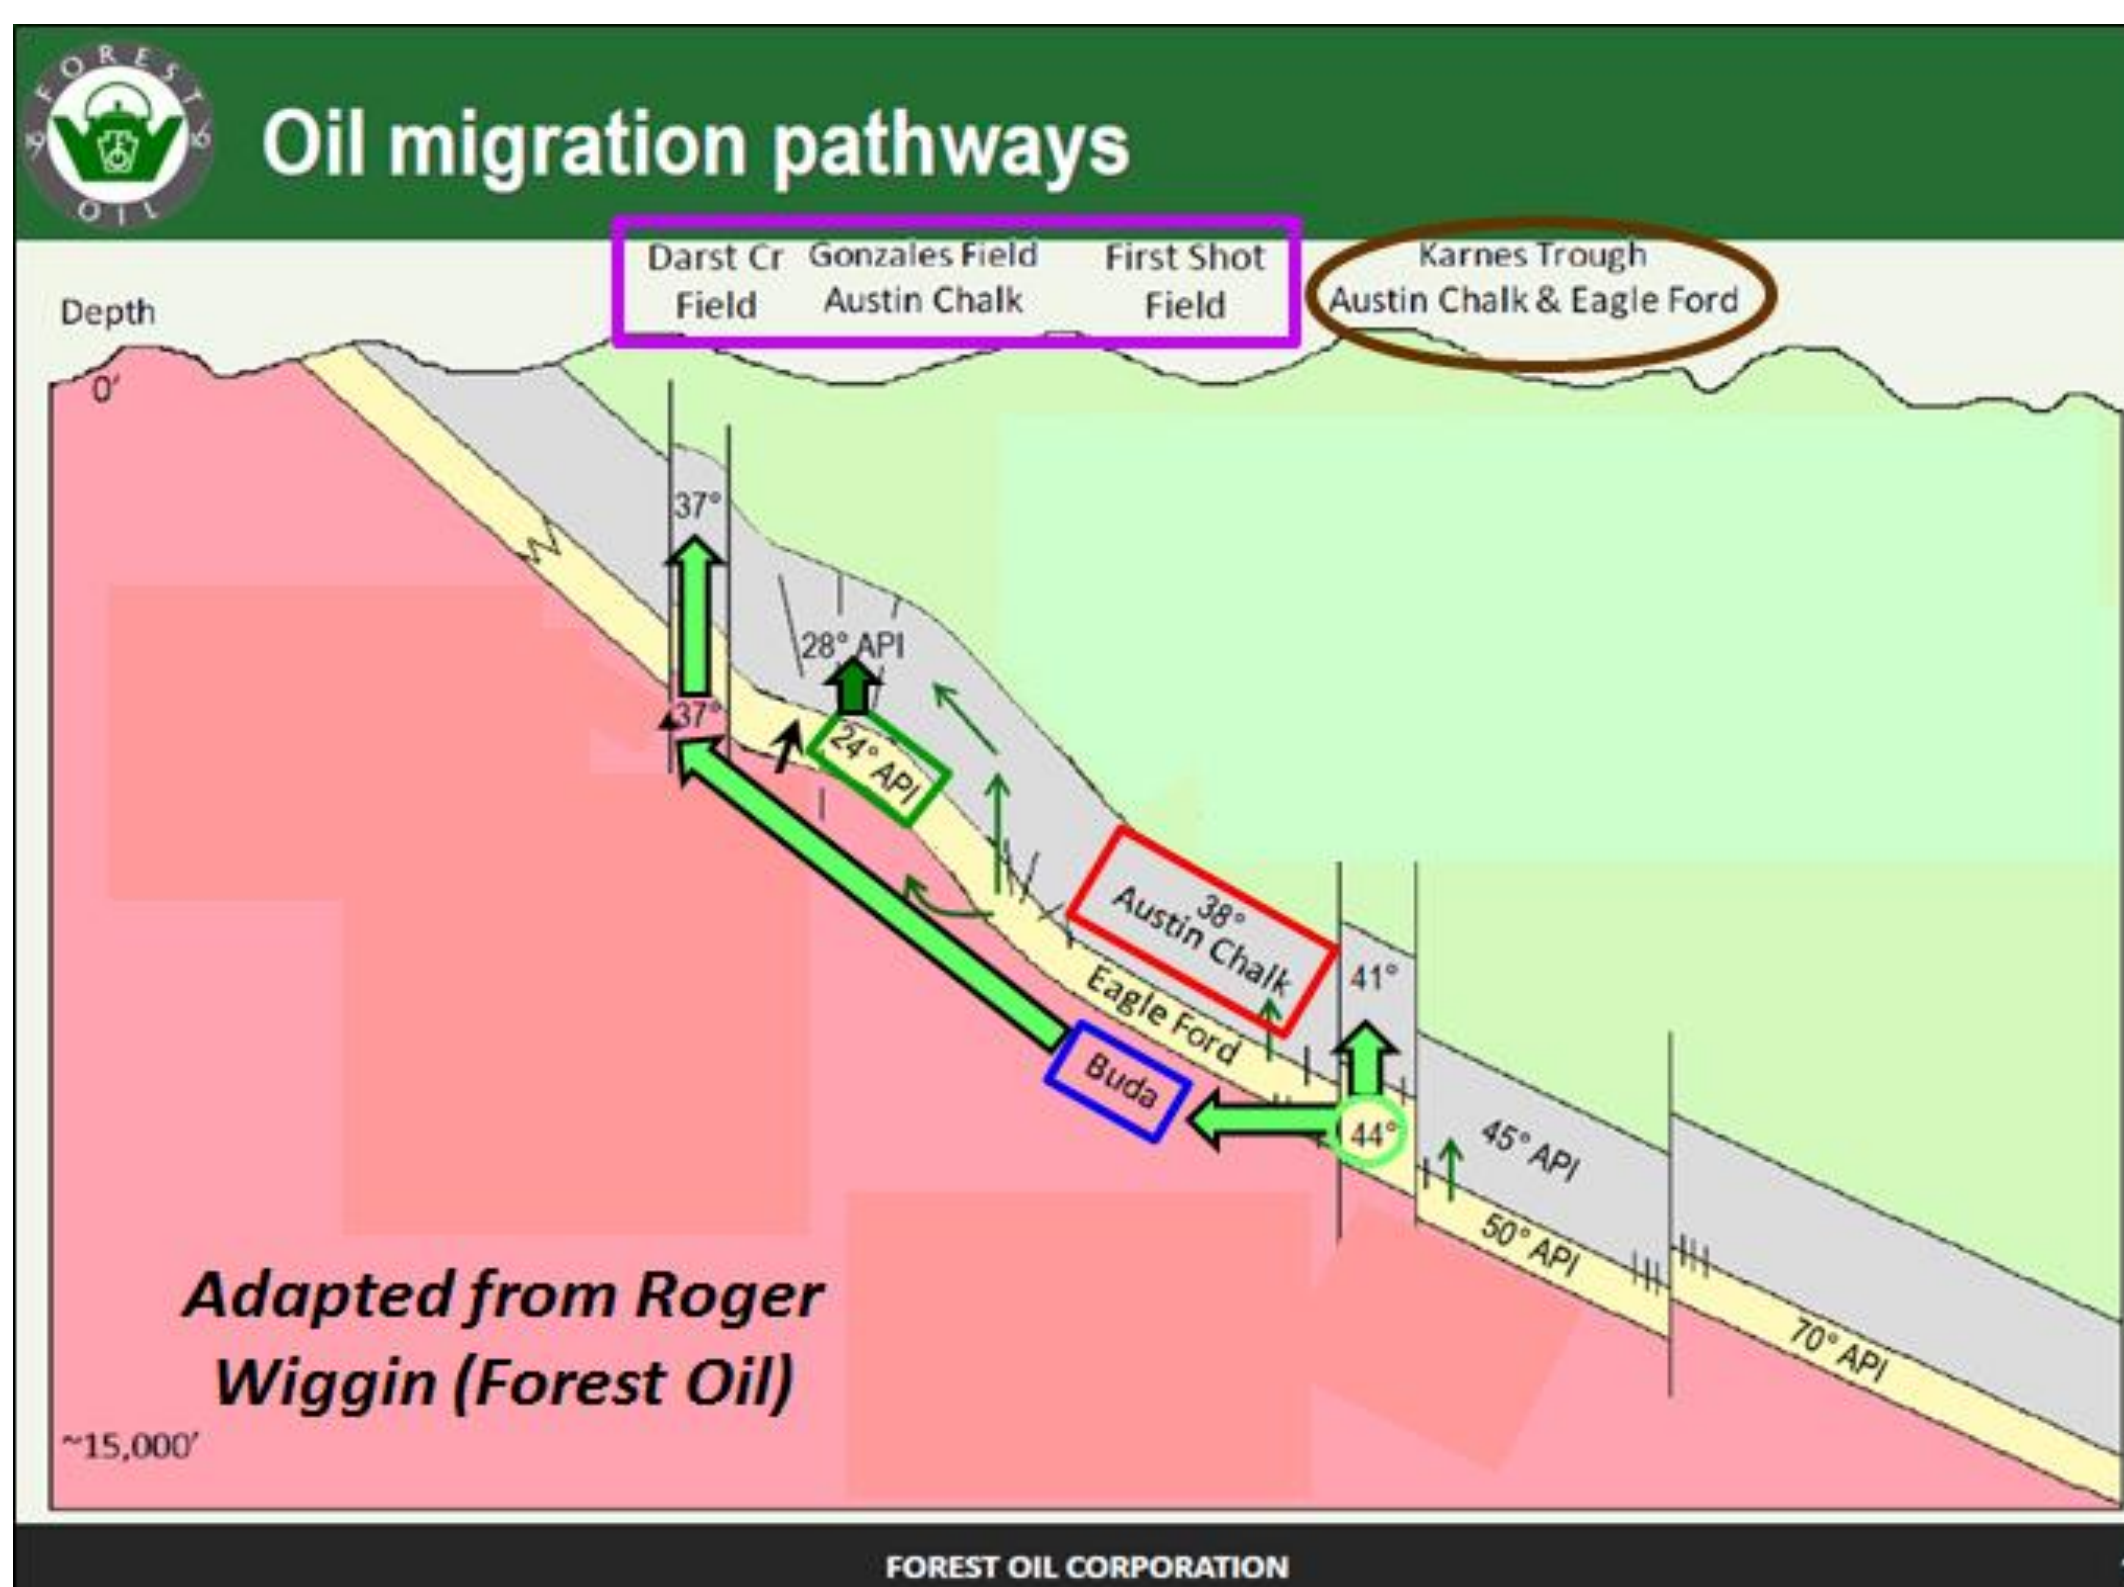 FOREST
19 16
OIL
Oil migration pathways
Darst Cr
Field
Gonzales Field
Austin Chalk
First Shot
Field
Karnes Trough
Austin Chalk & Eagle Ford
Depth
0'
37°
28° API
37°
24° API
38°
Austin Chalk
41°
Eagle Ford
Buda
44°
45° API
50° API
70° API
Adapted from Roger
Wiggin (Forest Oil)
~15,000'
FOREST OIL CORPORATION